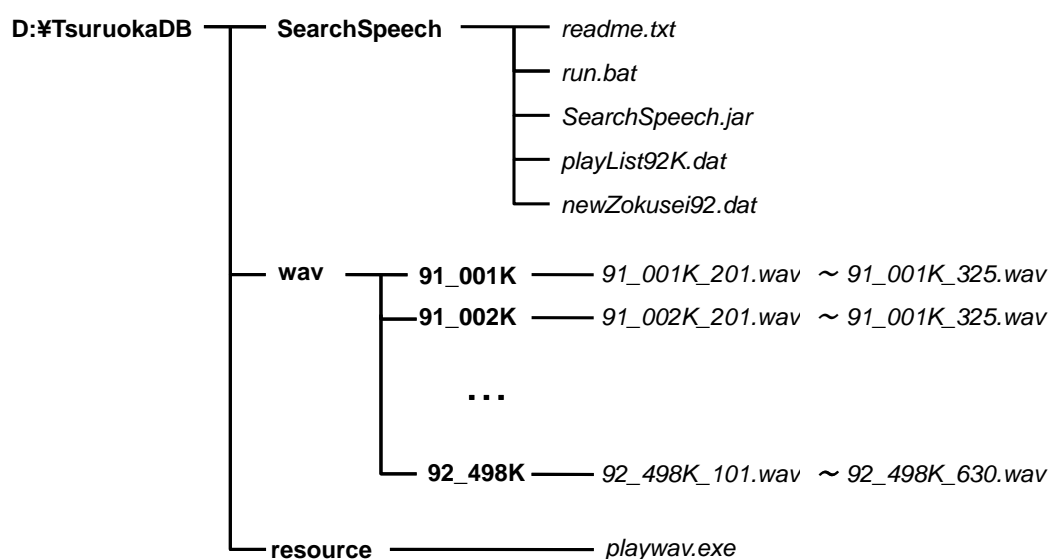 D:¥TsuruokaDB SearchSpeech readme.txt
run.bat
SearchSpeech.jar
playList92K.dat
newZokusei92.dat
wav 91_001K 91_001K_201.wav ～ 91_001K_325.wav
91_002K 91_002K_201.wav ～ 91_001K_325.wav
...
92_498K 92_498K_101.wav ～ 92_498K_630.wav
resource playwav.exe